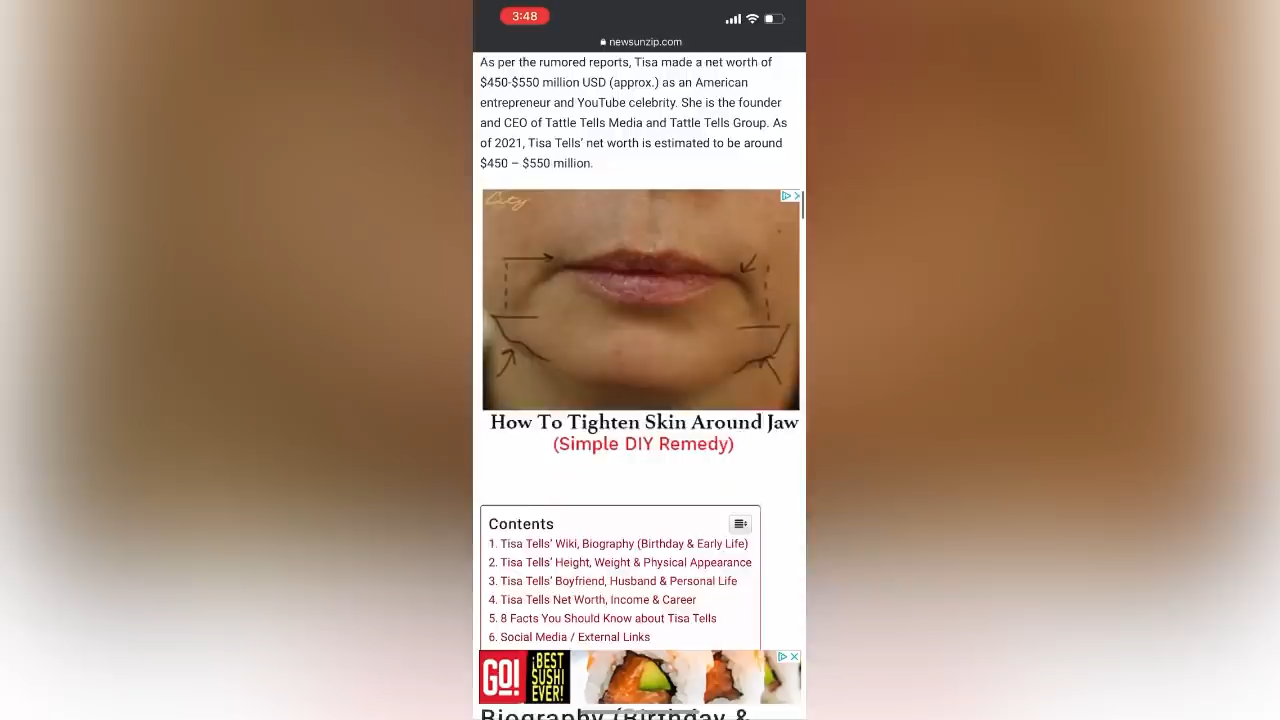 3:48
newsunzip.com
As per the rumored reports, Tisa made a net worth of
$450-$550 million USD (approx.) as an American
entrepreneur and YouTube celebrity. She is the founder
and CEO of Tattle Tells Media and Tattle Tells Group. As
of 2021, Tisa Tells’ net worth is estimated to be around
$450 – $550 million.
City
How To Tighten Skin Around Jaw
(Simple DIY Remedy)
Contents
1. Tisa Tells’ Wiki, Biography (Birthday & Early Life)
2. Tisa Tells’ Height, Weight & Physical Appearance
3. Tisa Tells’ Boyfriend, Husband & Personal Life
4. Tisa Tells Net Worth, Income & Career
5. 8 Facts You Should Know about Tisa Tells
6. Social Media / External Links
GO!
¡BEST
SUSHI
EVER!
Biography (Birthday &